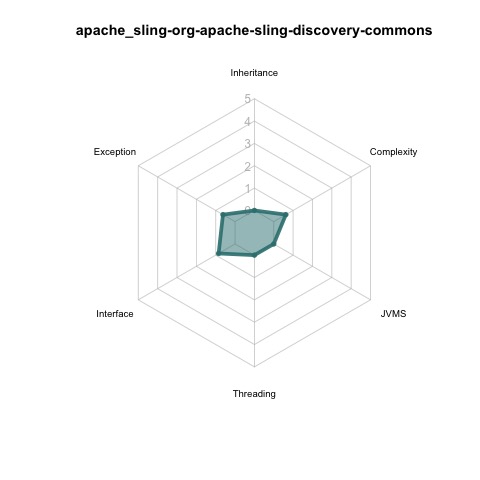 apache_sling-org-apache-sling-discovery-commons
Inheritance
5
Exception
4
Complexity
3
2
1
0
Interface
JVMS
Threading